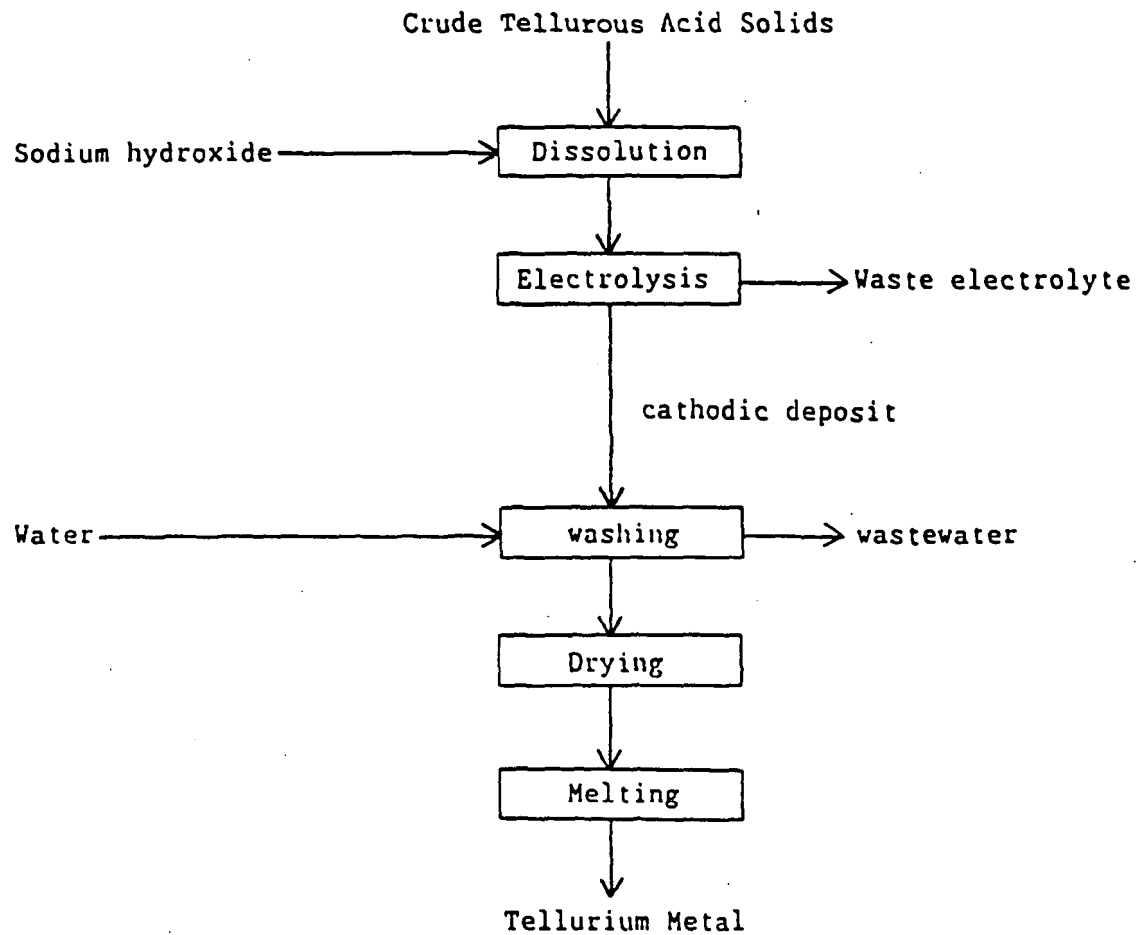 Crude Tellurous Acid Solids
Sodium hydroxide
Dissolution
Electrolysis
Waste electrolyte
cathodic deposit
Water
washing
wastewater
Drying
Melting
Tellurium Metal